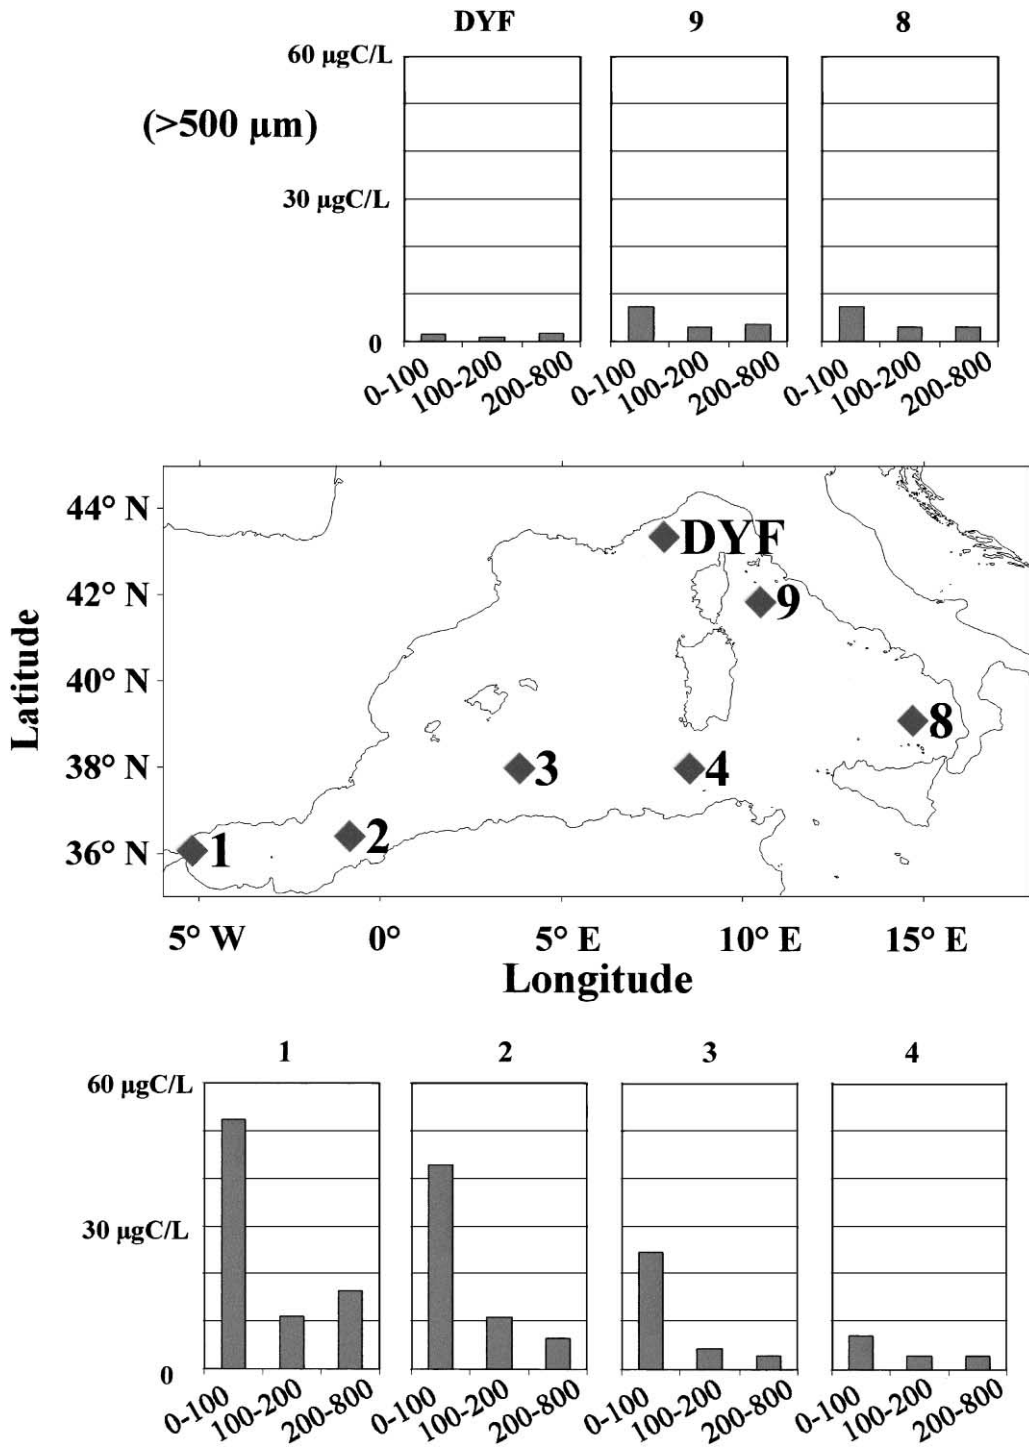 DYF 9 8
60 µgC/L
(>500 µm)
30 µgC/L
0
0-100 100-200 200-800 0-100 100-200 200-800 0-100 100-200 200-800
44° N
DYF
42° N
9
Latitude
40° N
8
38° N
3 4
2
36° N
1
5° W 0° 5° E 10° E 15° E
Longitude
1 2 3 4
60 µgC/L
30 µgC/L
0
0-100 100-200 200-800 0-100 100-200 200-800 0-100 100-200 200-800 0-100 100-200 200-800